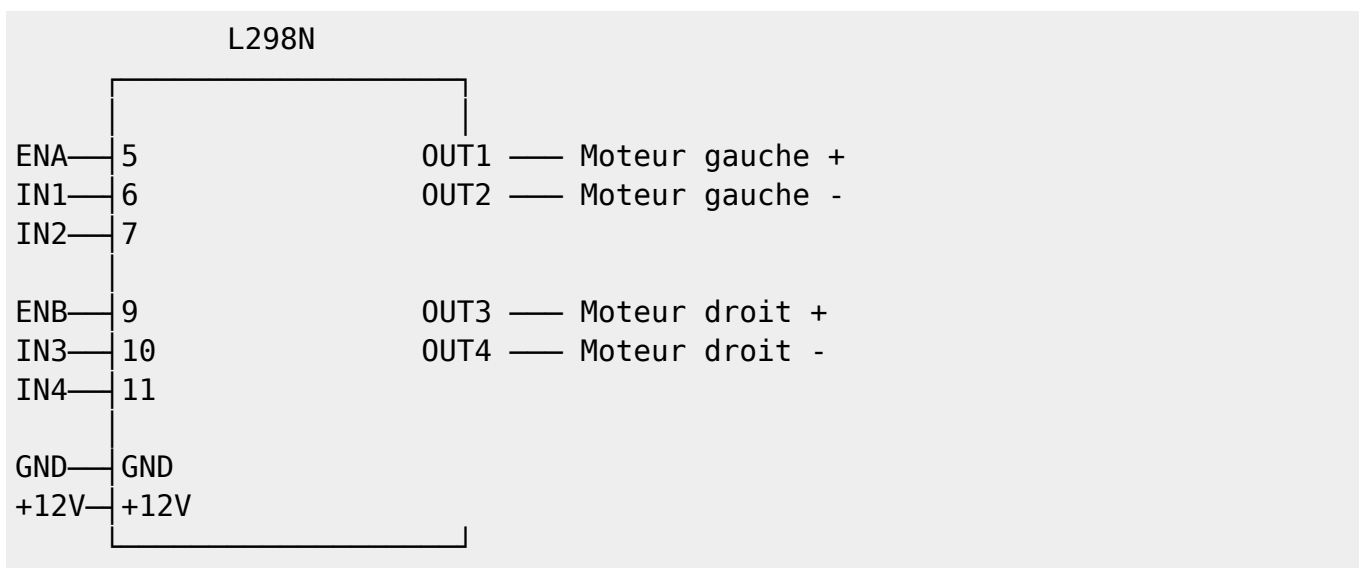 L298N
ENA 5 OUT1 —— Moteur gauche +
IN1 6 OUT2 —— Moteur gauche -
IN2 7
ENB 9 OUT3 —— Moteur droit +
IN3 10 OUT4 —— Moteur droit -
IN4 11
GND GND
+12V +12V